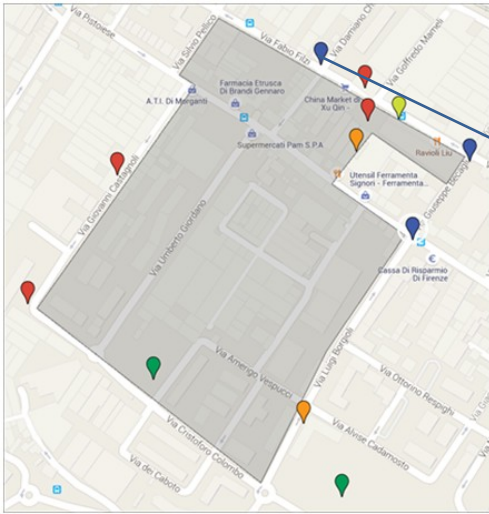 Via Pistoiese
Via Silvio Pellico
Via Fabio Filzi
Via Damiano Ch
Via Goffredo Mameli
Farmacia Etrusca
Di Brandi Gennaro
A.T.I. Di Morganti
China Market di
Xu Qin -
Supermercati Pam S.P.A
Ravioli Liu
Utensil Ferramenta
Signori - Ferramenta...
Via Giovanni Castagnoli
Via Umberto Giordano
Giuseppe Becagli
Cassa Di Risparmio
Di Firenze
Via Luigi Borgioli
Via Amerigo Vespucci
Via Ottorino Respighi
Via Alvise Cadamosto
Via Cristoforo Colombo
Via dei Caboto